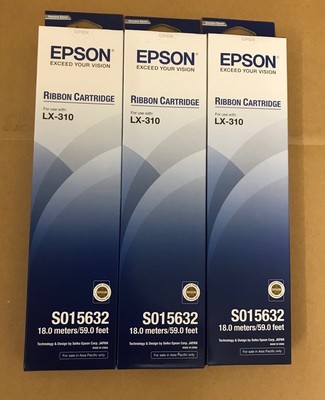 EPSON
EXCEED YOUR VISION
RIBBON CARTRIDGE
For use with
LX-310
S015632
18.0 meters/59.0 feet
Technology & Design by Seiko Epson Corp. JAPAN
MADE IN CHINA
For sale in Asia Pacific only
EPSON
EXCEED YOUR VISION
RIBBON CARTRIDGE
For use with
LX-310
S015632
18.0 meters/59.0 feet
Technology & Design by Seiko Epson Corp. JAPAN
For sale in Asia Pacific only
EPSON
EXCEED YOUR VISION
RIBBON CARTRIDGE
For use with
LX-310
S015632
18.0 meters/59.0 feet
Technology & Design by Seiko Epson Corp. JAPAN
For sale in Asia Pacific only